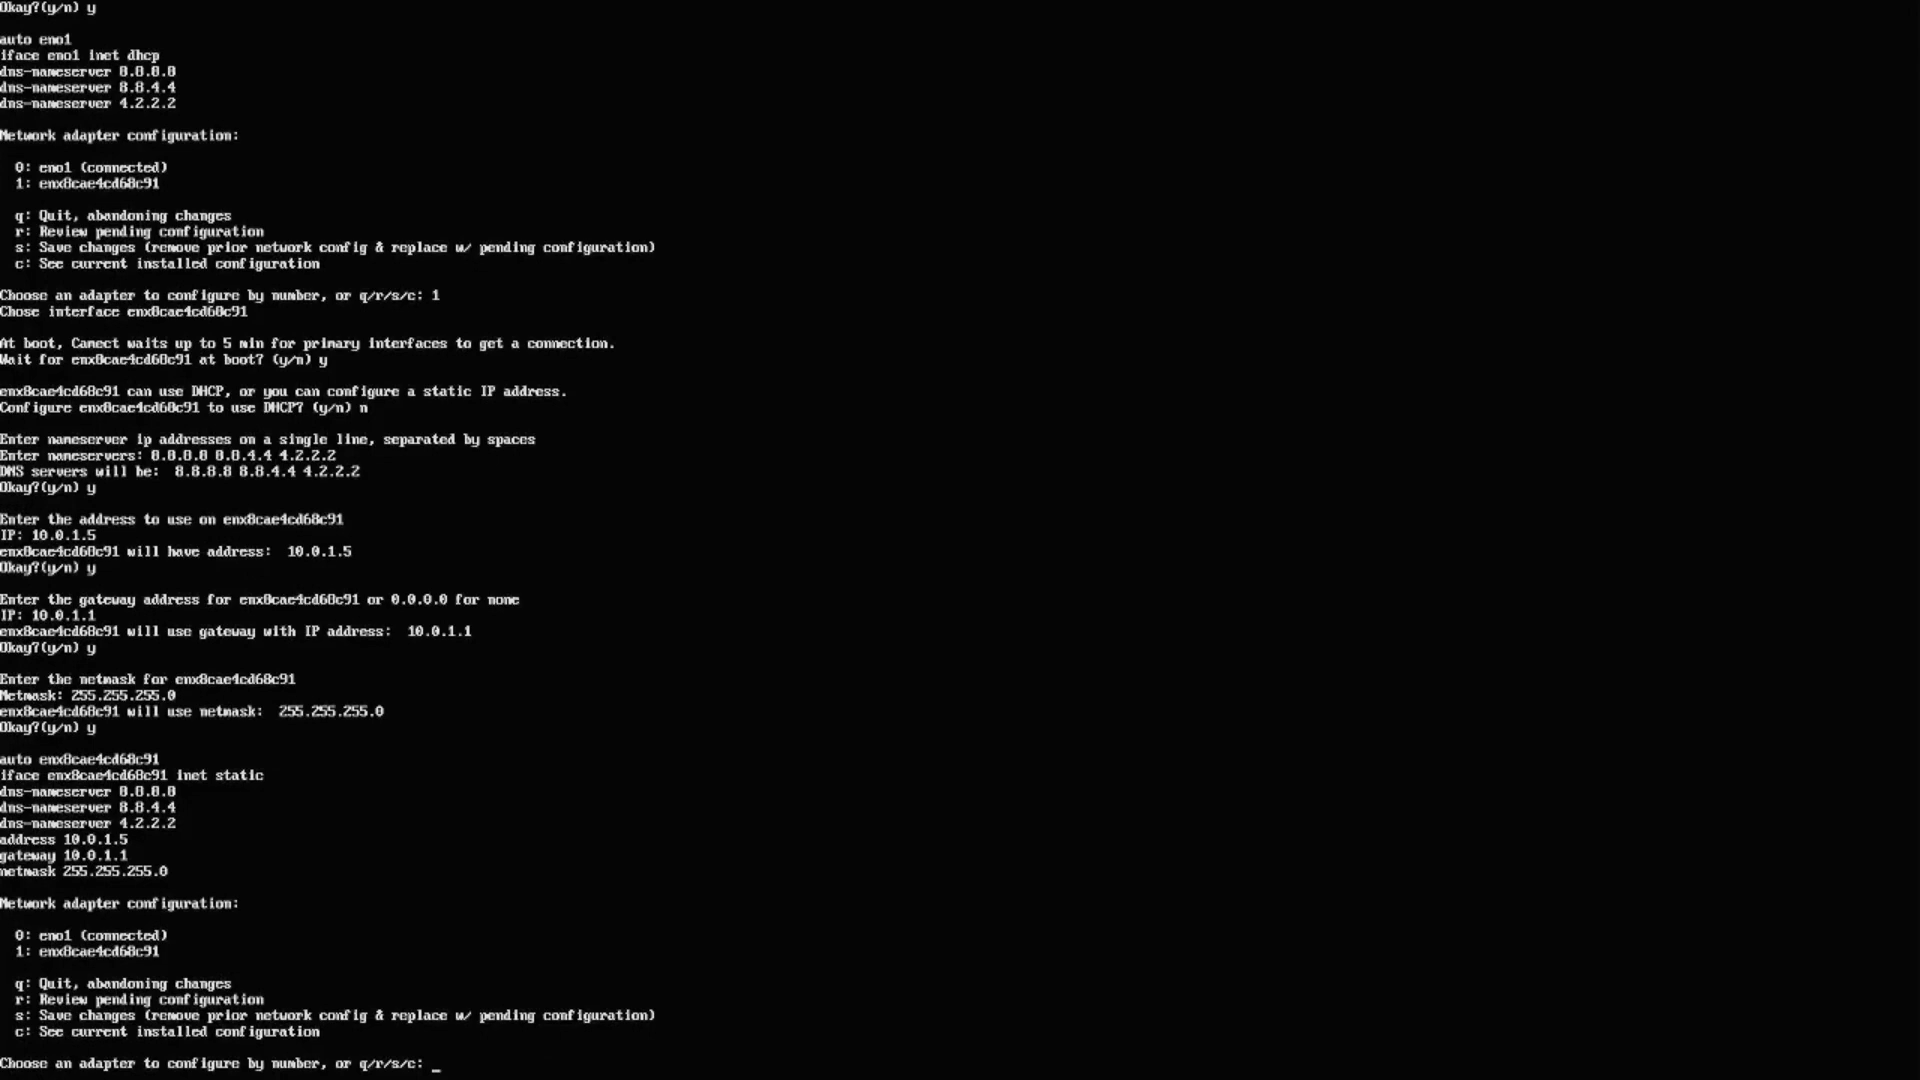 Okay?(y/n) y
auto eno1
iface eno1 inet dhcp
dns-nameserver 8.8.8.8
dns-nameserver 8.8.4.4
dns-nameserver 4.2.2.2
Network adapter configuration:
0: eno1 (connected)
1: enx8cae4cd68c91
q: Quit, abandoning changes
r: Review pending configuration
s: Save changes (remove prior network config & replace w/ pending configuration)
c: See current installed configuration
Choose an adapter to configure by number, or q/r/s/c: 1
Chose interface enx8cae4cd68c91
At boot, Camect waits up to 5 min for primary interfaces to get a connection.
Wait for enx8cae4cd68c91 at boot? (y/n) y
enx8cae4cd68c91 can use DHCP, or you can configure a static IP address.
Configure enx8cae4cd68c91 to use DHCP? (y/n) n
Enter nameserver ip addresses on a single line, separated by spaces
Enter nameservers: 8.8.8.8 8.8.4.4 4.2.2.2
DNS servers will be:  8.8.8.8 8.8.4.4 4.2.2.2
Okay?(y/n) y
Enter the address to use on enx8cae4cd68c91
IP: 10.0.1.5
enx8cae4cd68c91 will have address:  10.0.1.5
Okay?(y/n) y
Enter the gateway address for enx8cae4cd68c91 or 0.0.0.0 for none
IP: 10.0.1.1
enx8cae4cd68c91 will use gateway with IP address:  10.0.1.1
Okay?(y/n) y
Enter the netmask for enx8cae4cd68c91
Netmask: 255.255.255.0
enx8cae4cd68c91 will use netmask:  255.255.255.0
Okay?(y/n) y
auto enx8cae4cd68c91
iface enx8cae4cd68c91 inet static
dns-nameserver 8.8.8.8
dns-nameserver 8.8.4.4
dns-nameserver 4.2.2.2
address 10.0.1.5
gateway 10.0.1.1
netmask 255.255.255.0
Network adapter configuration:
0: eno1 (connected)
1: enx8cae4cd68c91
q: Quit, abandoning changes
r: Review pending configuration
s: Save changes (remove prior network config & replace w/ pending configuration)
c: See current installed configuration
Choose an adapter to configure by number, or q/r/s/c: _